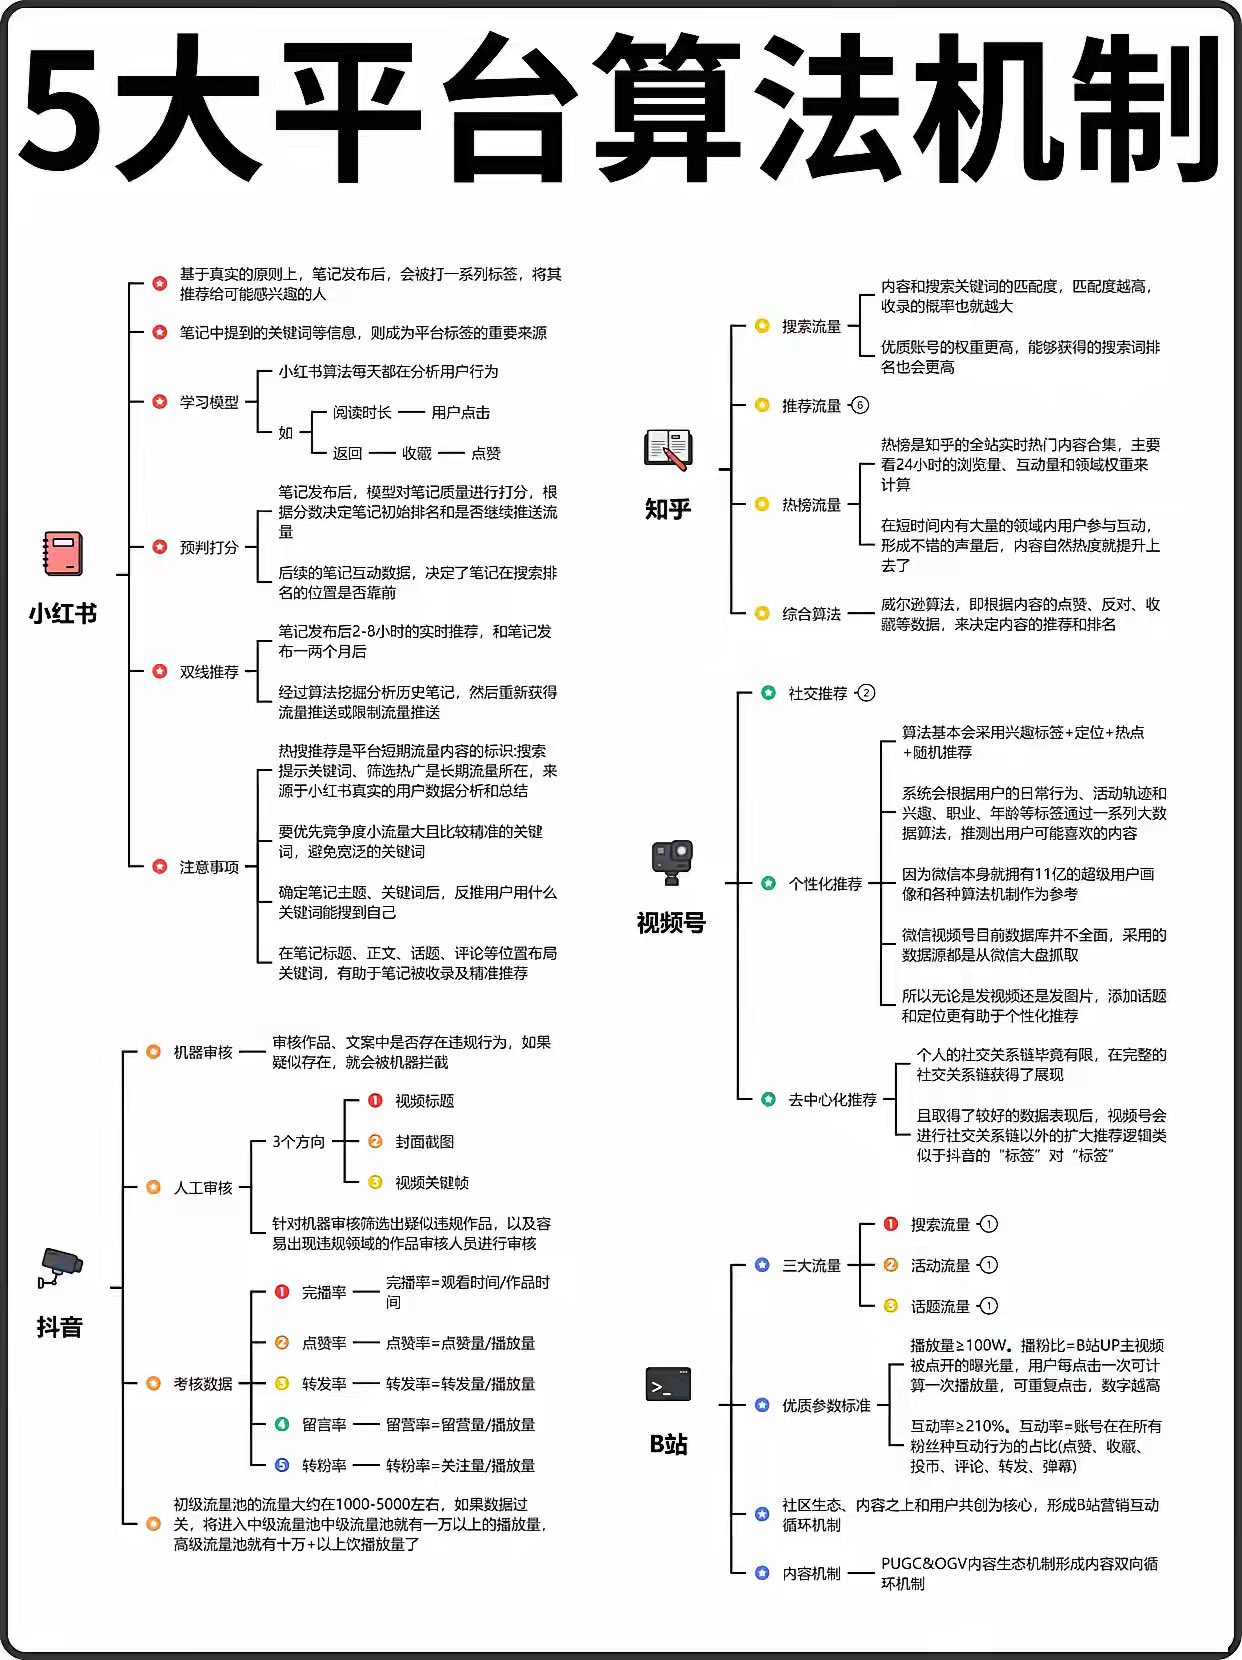 5大平台算法机制
小红书
基于真实的原则上，笔记发布后，会被打一系列标签，将其
推荐给可能感兴趣的人
笔记中提到的关键词等信息，则成为平台标签的重要来源
学习模型
小红书算法每天都在分析用户行为
如
阅读时长
用户点击
返回
收藏
点赞
预判打分
笔记发布后，模型对笔记质量进行打分，根
据分数决定笔记初始排名和是否继续推送流
量
后续的笔记互动数据，决定了笔记在搜索排
名的位置是否靠前
双线推荐
笔记发布后2-8小时的实时推荐，和笔记发
布一两个月后
经过算法挖掘分析历史笔记，然后重新获得
流量推送或限制流量推送
注意事项
热搜推荐是平台短期流量内容的标识:搜索
提示关键词、筛选热广是长期流量所在，来
源于小红书真实的用户数据分析和总结
要优先竞争度小流量大且比较精准的关键
词，避免宽泛的关键词
确定笔记主题、关键词后，反推用户用什么
关键词能搜到自己
在笔记标题、正文、话题、评论等位置布局
关键词，有助于笔记被收录及精准推荐
抖音
机器审核
审核作品、文案中是否存在违规行为，如果
疑似存在，就会被机器拦截
人工审核
3个方向
1 视频标题
2 封面截图
3 视频关键帧
针对机器审核筛选出疑似违规作品，以及容
易出现违规领域的作品审核人员进行审核
考核数据
1 完播率
完播率=观看时间/作品时
间
2 点赞率
点赞率=点赞量/播放量
3 转发率
转发率=转发量/播放量
4 留言率
留营率=留营量/播放量
5 转粉率
转粉率=关注量/播放量
初级流量池的流量大约在1000-5000左右，如果数据过
关，将进入中级流量池中级流量池就有一万以上的播放量，
高级流量池就有十万+以上饮播放量了
知乎
搜索流量
内容和搜索关键词的匹配度，匹配度越高，
收录的概率也就越大
优质账号的权重更高，能够获得的搜索词排
名也会更高
推荐流量 6
热榜流量
热榜是知乎的全站实时热门内容合集，主要
看24小时的浏览量、互动量和领域权重来
计算
在短时间内有大量的领域内用户参与互动，
形成不错的声量后，内容自然热度就提升上
去了
综合算法
威尔逊算法，即根据内容的点赞、反对、收
藏等数据，来决定内容的推荐和排名
视频号
社交推荐 2
个性化推荐
算法基本会采用兴趣标签+定位+热点
+随机推荐
系统会根据用户的日常行为、活动轨迹和
兴趣、职业、年龄等标签通过一系列大数
据算法，推测出用户可能喜欢的内容
因为微信本身就拥有11亿的超级用户画
像和各种算法机制作为参考
微信视频号目前数据库并不全面，采用的
数据源都是从微信大盘抓取
所以无论是发视频还是发图片，添加话题
和定位更有助于个性化推荐
去中心化推荐
个人的社交关系链毕竟有限，在完整的
社交关系链获得了展现
且取得了较好的数据表现后，视频号会
进行社交关系链以外的扩大推荐逻辑类
似于抖音的“标签”对“标签”
B站
三大流量
1 搜索流量 1
2 活动流量 1
3 话题流量 1
优质参数标准
播放量≥100W。播粉比=B站UP主视频
被点开的曝光量，用户每点击一次可计
算一次播放量，可重复点击，数字越高
互动率≥210%。互动率=账号在在所有
粉丝种互动行为的占比(点赞、收藏、
投币、评论、转发、弹幕)
社区生态、内容之上和用户共创为核心，形成B站营销互动
循环机制
内容机制
PUGC&OGV内容生态机制形成内容双向循
环机制